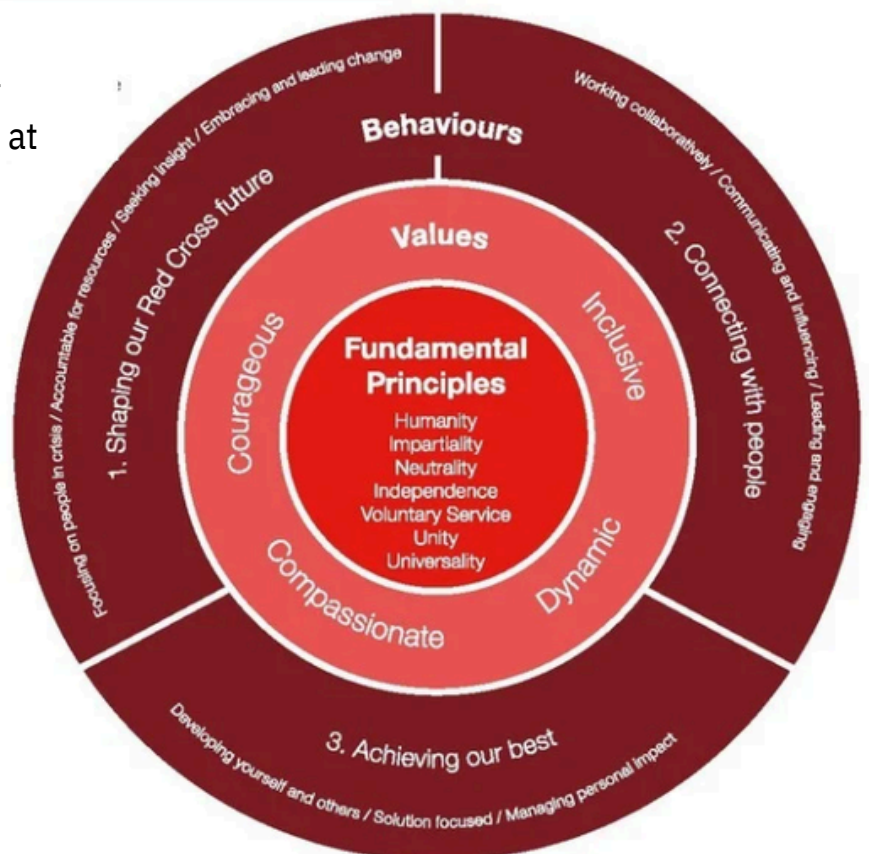 at
Behaviours
1. Shaping our Red Cross future
Focusing on people in crisis / Accountable for resources / Seeking insight / Embracing and leading change
2. Connecting with people
Working collaboratively / Communicating and influencing / Leading and engaging
3. Achieving our best
Developing yourself and others / Solution focused / Managing personal impact
Values
Courageous
Inclusive
Compassionate
Dynamic
Fundamental
Principles
Humanity
Impartiality
Neutrality
Independence
Voluntary Service
Unity
Universality